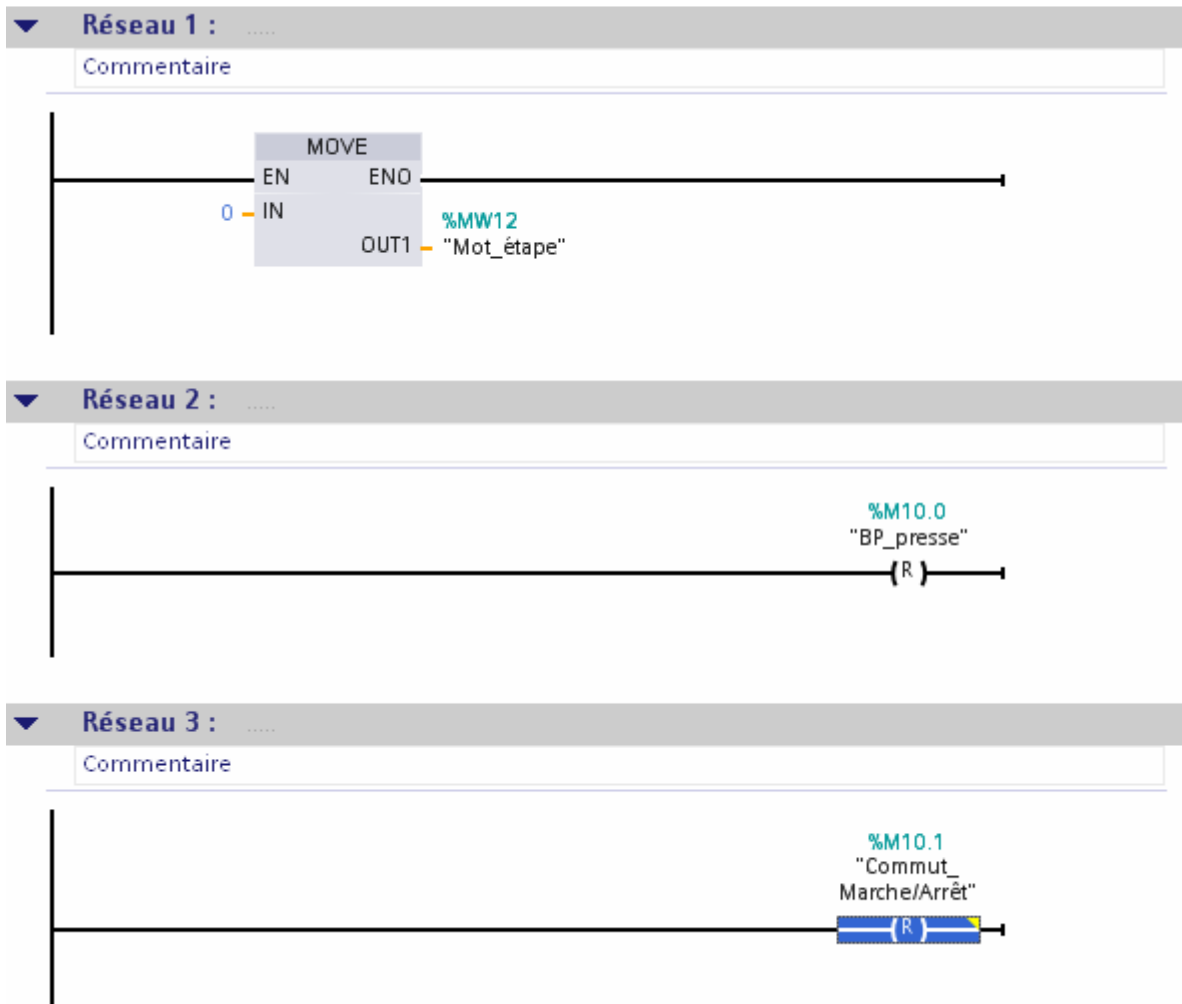 Réseau 1 : .....
Commentaire
MOVE
EN ENO
0 IN
%MW12
OUT1 "Mot_étape"
Réseau 2 : .....
Commentaire
%M10.0
"BP_presse"
( R )
Réseau 3 : .....
Commentaire
%M10.1
"Commut_
Marche/Arrêt"
( R )